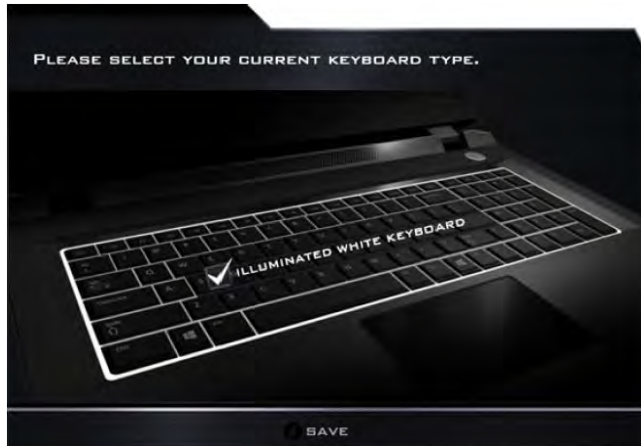 PLEASE SELECT YOUR CURRENT KEYBOARD TYPE.
ILLUMINATED WHITE KEYBOARD
SAVE